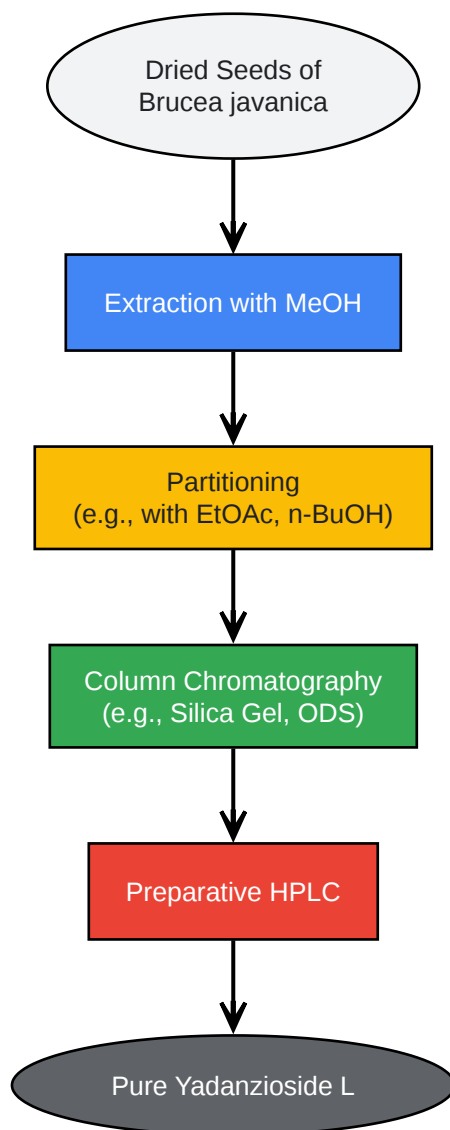 Dried Seeds of
Brucea javanica
Extraction with MeOH
Partitioning
(e.g., with EtOAc, n-BuOH)
Column Chromatography
(e.g., Silica Gel, ODS)
Preparative HPLC
Pure Yadanzioside L